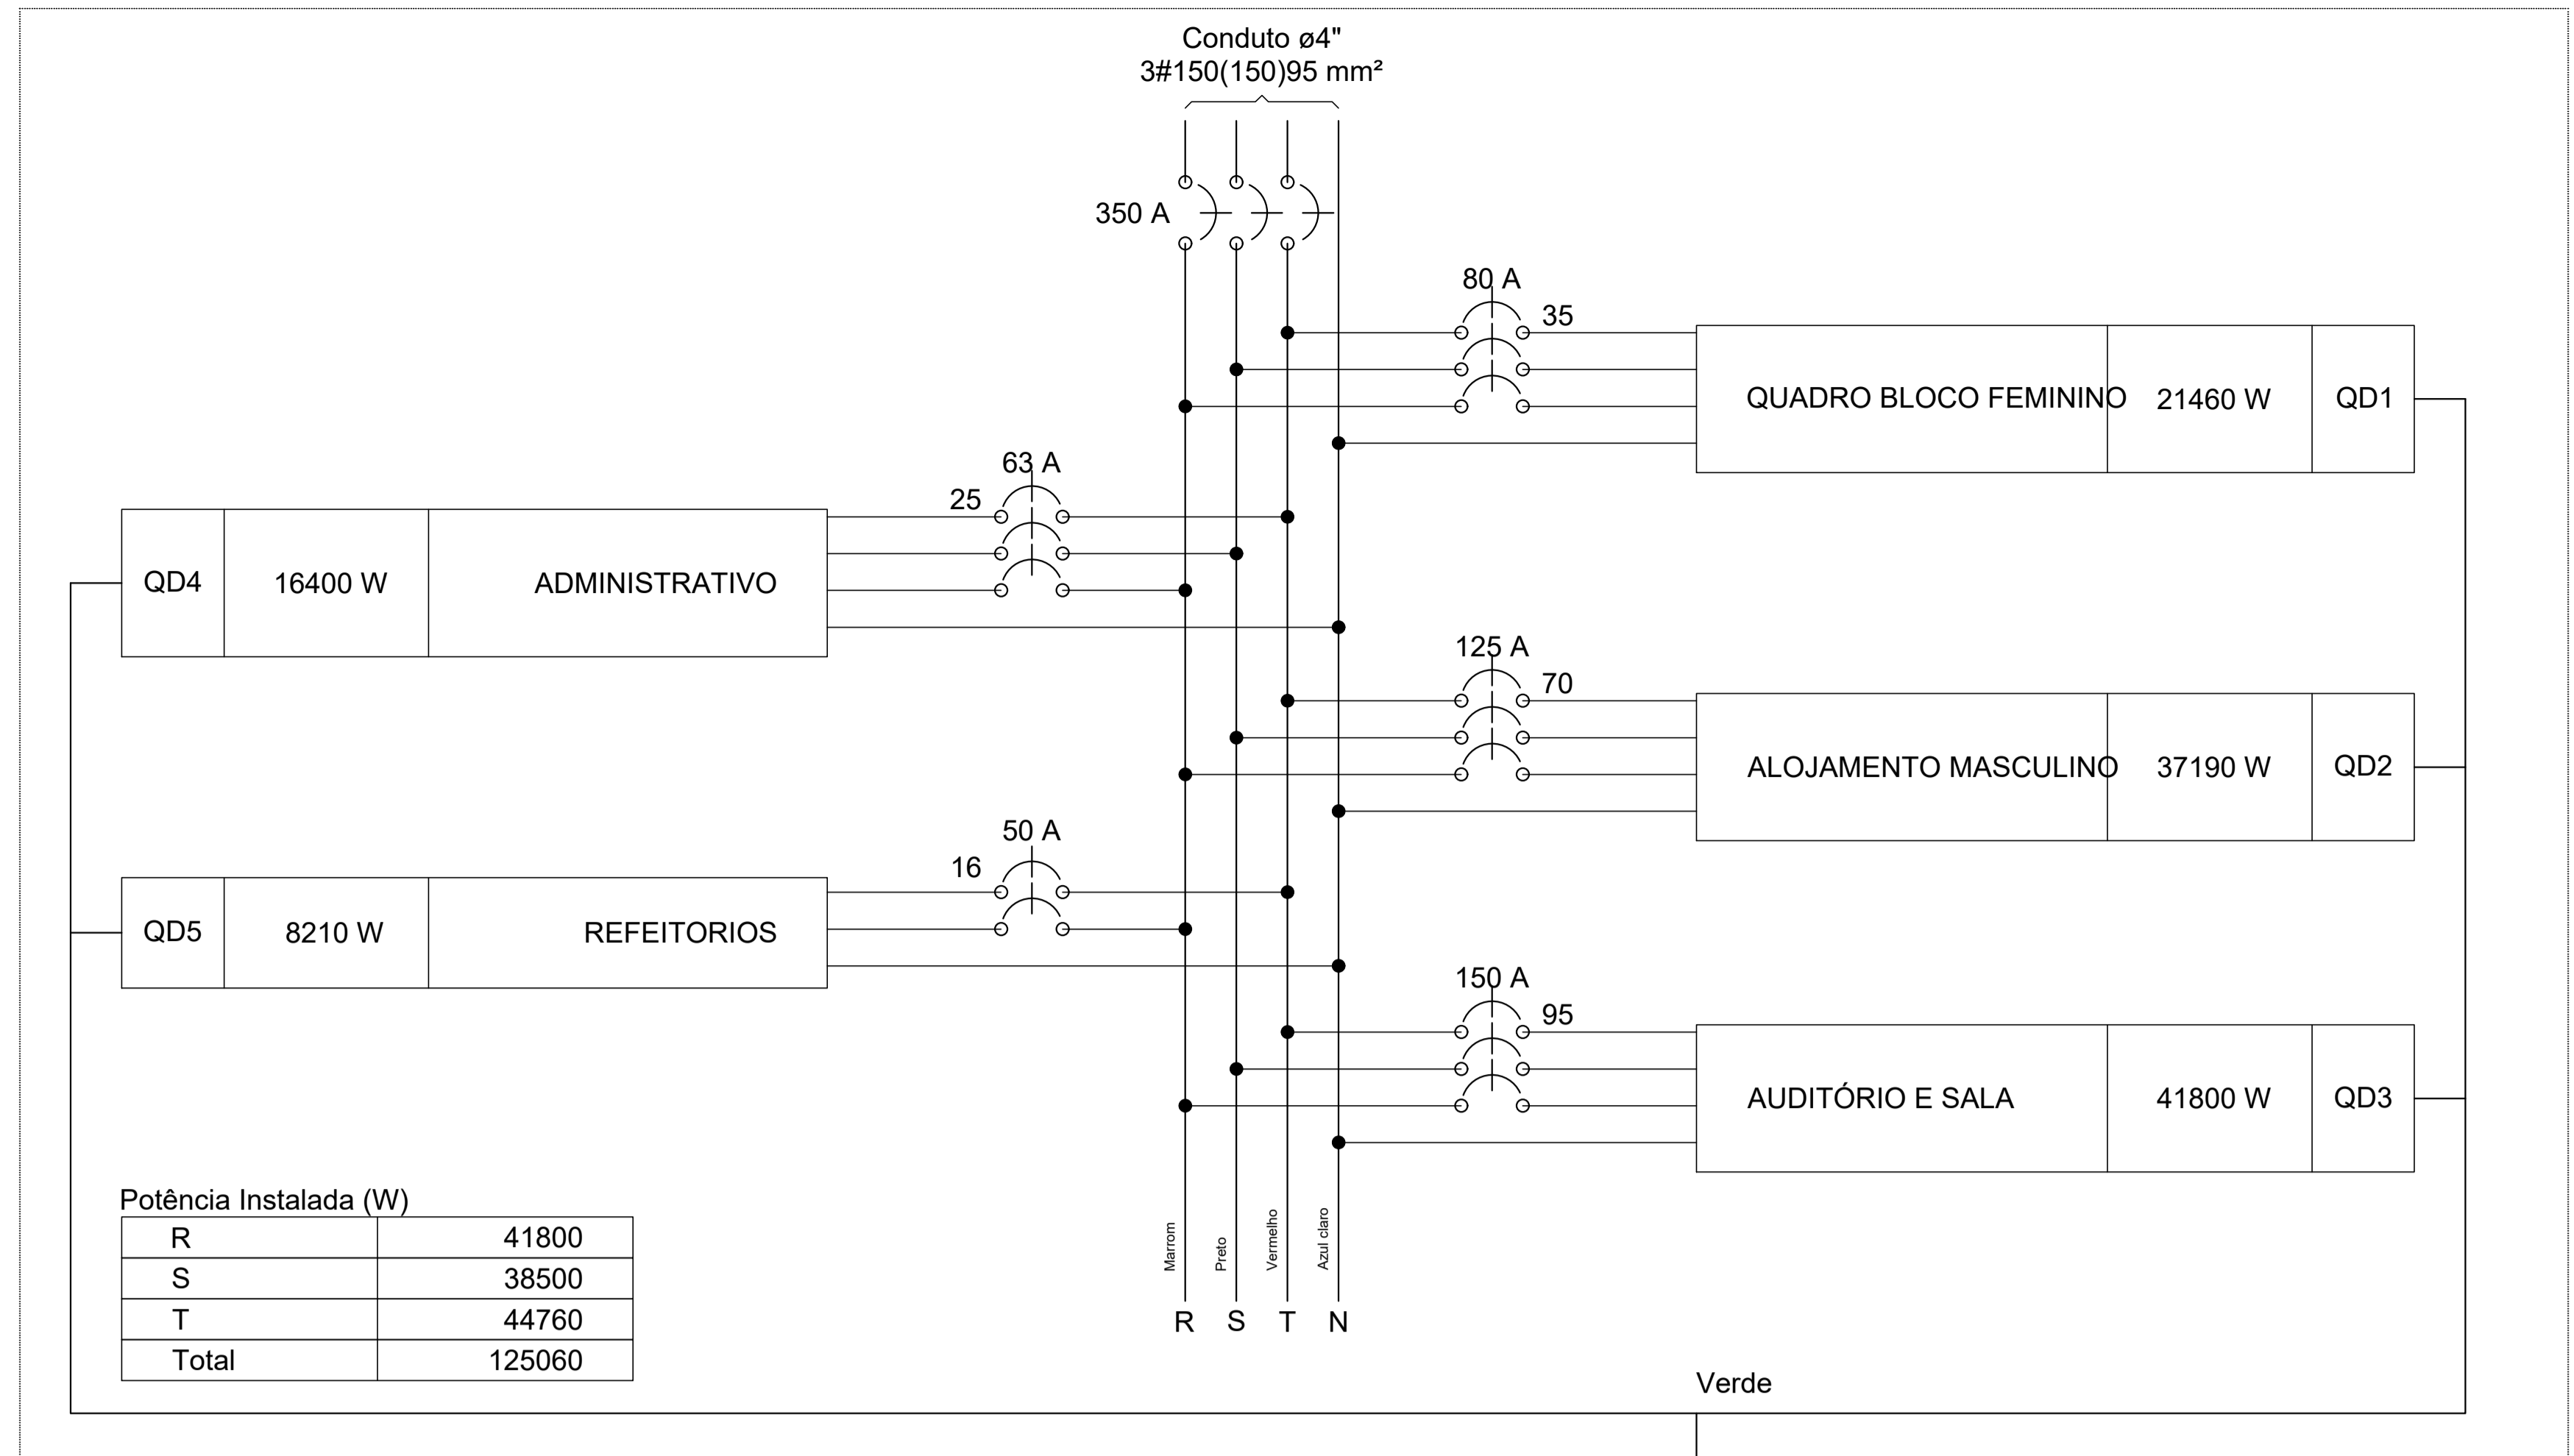 Conduto ø4"
3#150(150)95 mm²
350 A
80 A
35
QUADRO BLOCO FEMININO 21460 W QD1
63 A
25
QD4 16400 W ADMINISTRATIVO
125 A
70
ALOJAMENTO MASCULINO 37190 W QD2
50 A
16
QD5 8210 W REFEITORIOS
150 A
95
AUDITÓRIO E SALA 41800 W QD3
Potência Instalada (W)
R 41800
S 38500
T 44760
Total 125060
Marrom
Preto
Vermelho
Azul claro
R S T N
Verde